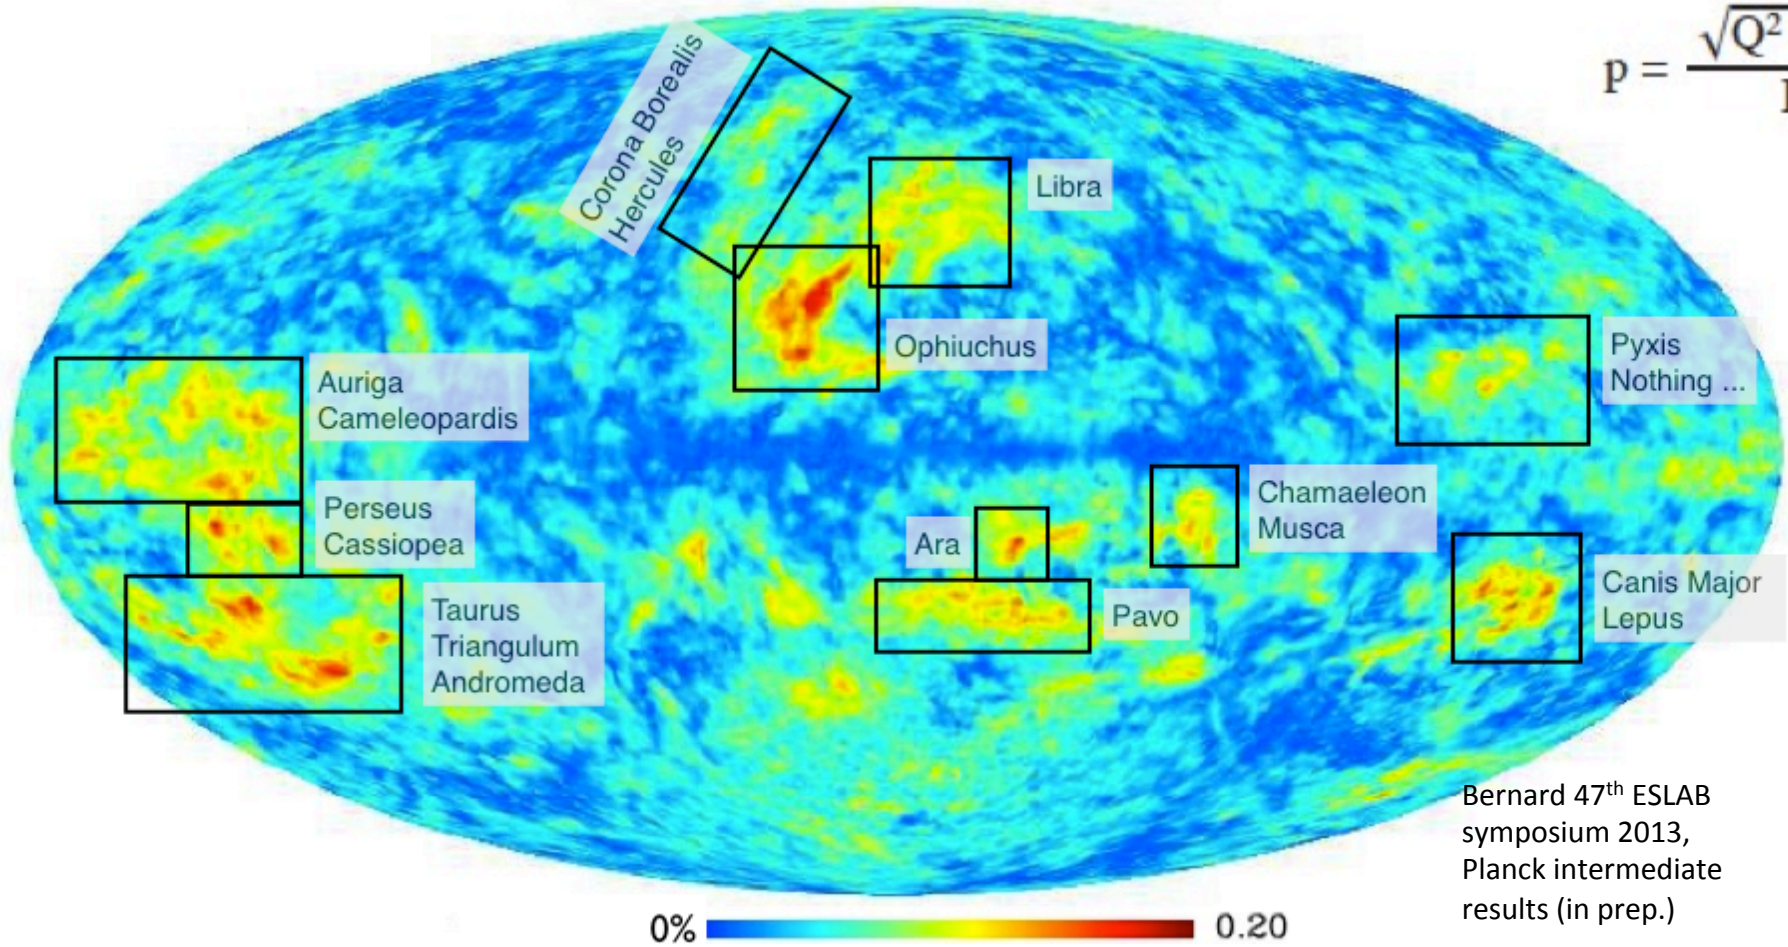 p = √Q²
Corona Borealis
Hercules
Libra
Ophiuchus
Auriga
Cameleopardis
Pyxis
Nothing ...
Perseus
Cassiopea
Chamaeleon
Musca
Ara
Taurus
Triangulum
Andromeda
Pavo
Canis Major
Lepus
Bernard 47th ESLAB
symposium 2013,
Planck intermediate
results (in prep.)
0%
0.20